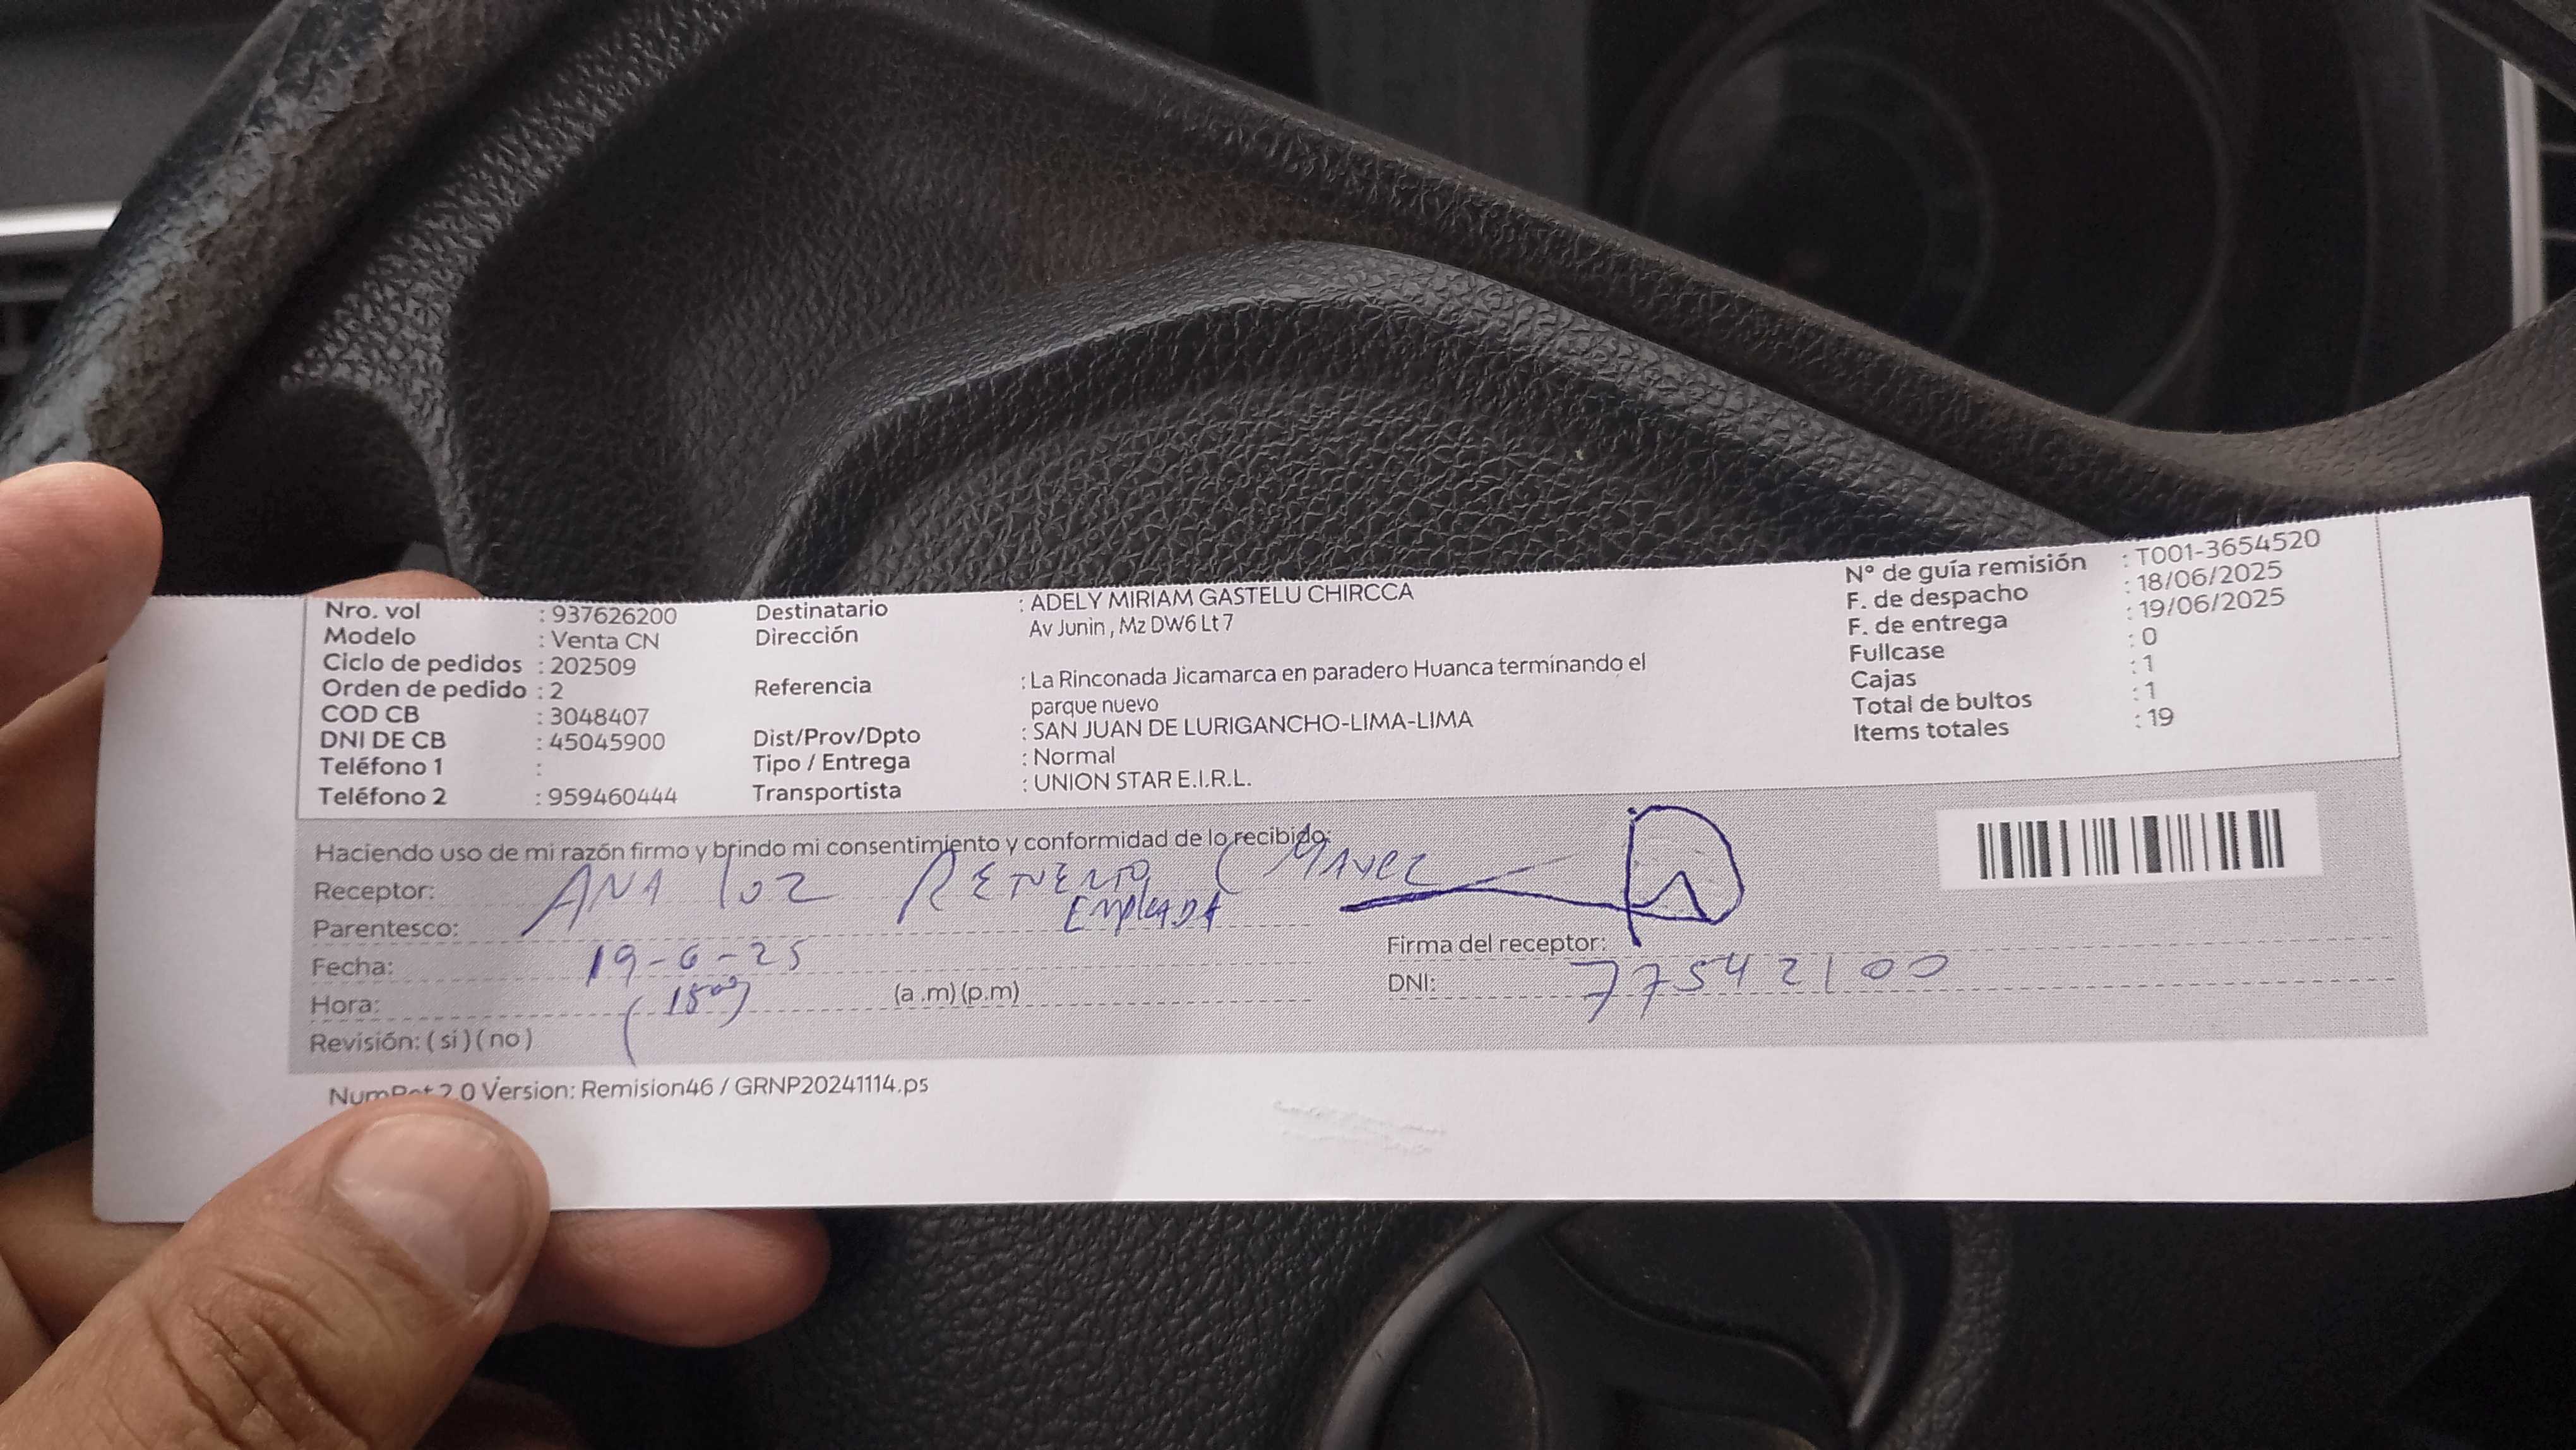 Nro. vol : 937626200
Modelo : Venta CN
Ciclo de pedidos : 202509
Orden de pedido : 2
COD CB : 3048407
DNI DE CB : 45045900
Teléfono 1 :
Teléfono 2 : 959460444
Destinatario : ADELY MIRIAM GASTELU CHIRCCA
Dirección Av Junin , Mz DW6 Lt 7
Referencia : La Rinconada Jicamarca en paradero Huanca terminando el
parque nuevo
Dist/Prov/Dpto : SAN JUAN DE LURIGANCHO-LIMA-LIMA
Tipo / Entrega : Normal
Transportista : UNION STAR E.I.R.L.
N° de guía remisión : T001-3654520
F. de despacho : 18/06/2025
F. de entrega : 19/06/2025
Fullcase : 0
Cajas : 1
Total de bultos : 1
Items totales : 19
Haciendo uso de mi razón firmo y brindo mi consentimiento y conformidad de lo recibido:
Receptor: ANA luz
Parentesco: EMPLEADA
Fecha: 19-6-25
Hora: (a .m) (p.m)
Revisión: ( si ) ( no )
Firma del receptor:
DNI: 77542100
2.0 Version: Remision46 / GRNP20241114.ps